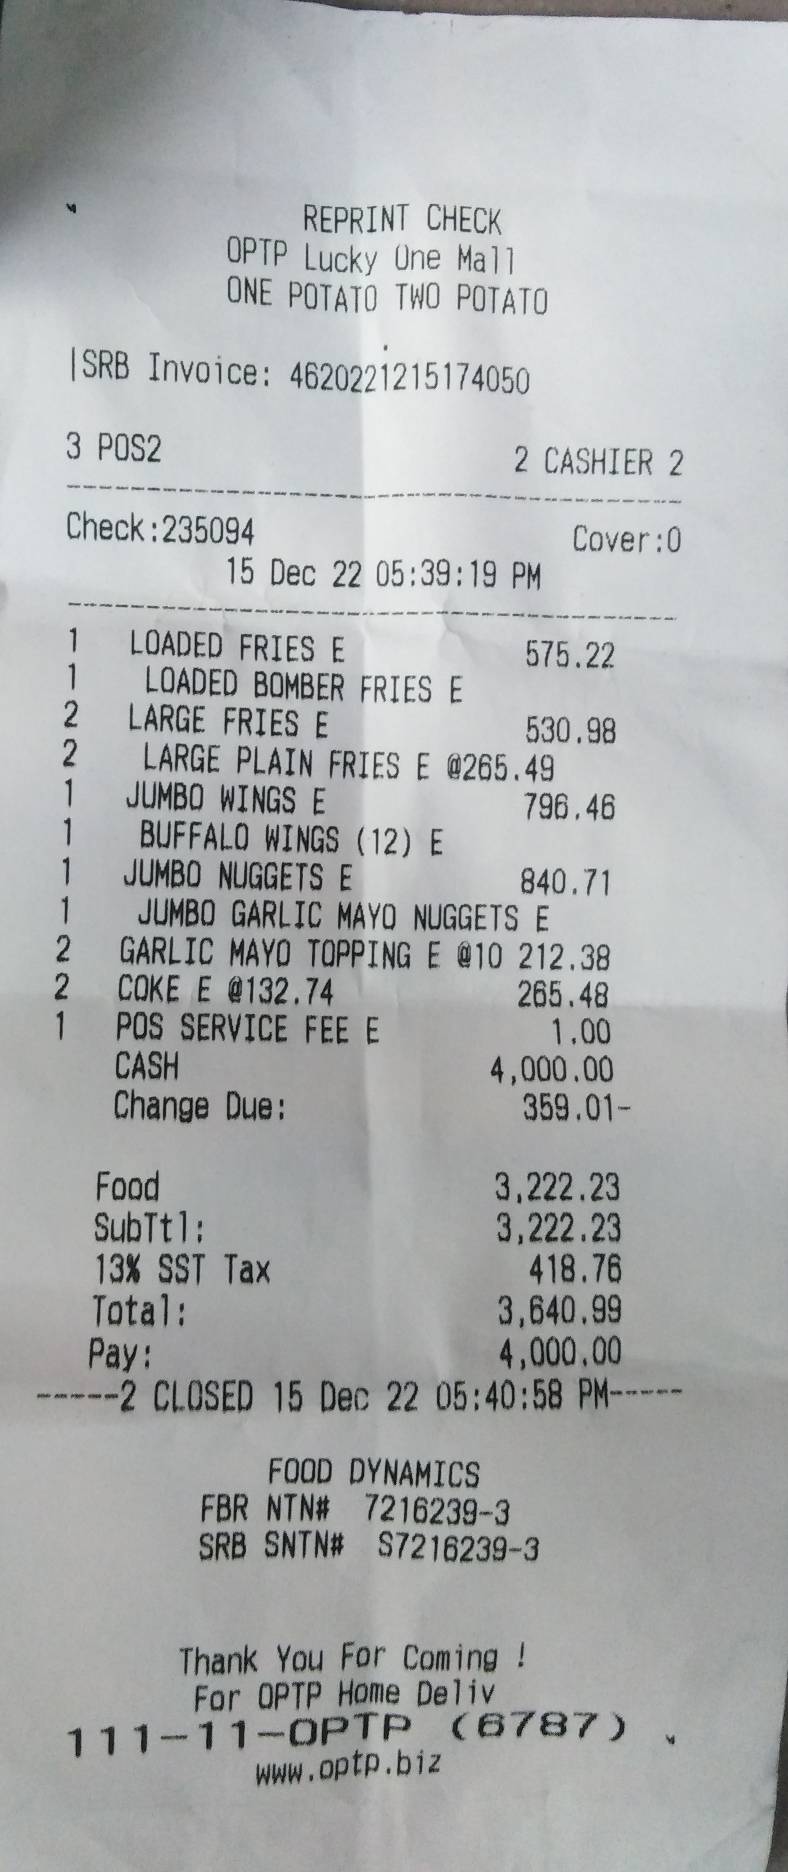 REPRINT CHECK
OPTP Lucky One Mall
ONE POTATO TWO POTATO
|SRB Invoice: 4620221215174050
3 POS2 2 CASHIER 2
--------------------------------------
Check:235094 Cover:0
15 Dec 22 05:39:19 PM
--------------------------------------
1 LOADED FRIES E 575.22
1 LOADED BOMBER FRIES E
2 LARGE FRIES E 530.98
2 LARGE PLAIN FRIES E @265.49
1 JUMBO WINGS E 796.46
1 BUFFALO WINGS (12) E
1 JUMBO NUGGETS E 840.71
1 JUMBO GARLIC MAYO NUGGETS E
2 GARLIC MAYO TOPPING E @10 212.38
2 COKE E @132.74 265.48
1 POS SERVICE FEE E 1.00
CASH 4,000.00
Change Due: 359.01-
Food 3,222.23
SubTtl: 3,222.23
13% SST Tax 418.76
Total: 3,640.99
Pay: 4,000.00
-----2 CLOSED 15 Dec 22 05:40:58 PM-----
FOOD DYNAMICS
FBR NTN# 7216239-3
SRB SNTN# S7216239-3
Thank You For Coming !
For OPTP Home Deliv
111-11-OPTP (6787)
www.optp.biz